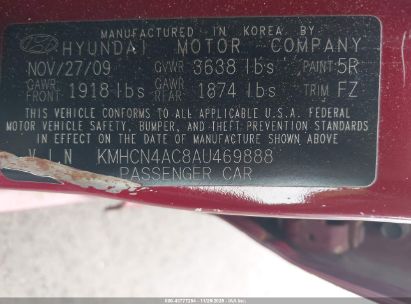 MANUFACTURED IN KOREA BY
HYUNDAI MOTOR COMPANY
NOV/27/09 GVWR 3638 lbs PAINT 5R
GAWR FRONT 1918 lbs GAWR REAR 1874 lbs TRIM FZ
THIS VEHICLE CONFORMS TO ALL APPLICABLE U.S.A. FEDERAL
MOTOR VEHICLE SAFETY, BUMPER, AND THEFT PREVENTION STANDARDS
IN EFFECT ON THE DATE OF MANUFACTURE SHOWN ABOVE.
V I N KMHCN4AC8AU469888
PASSENGER CAR